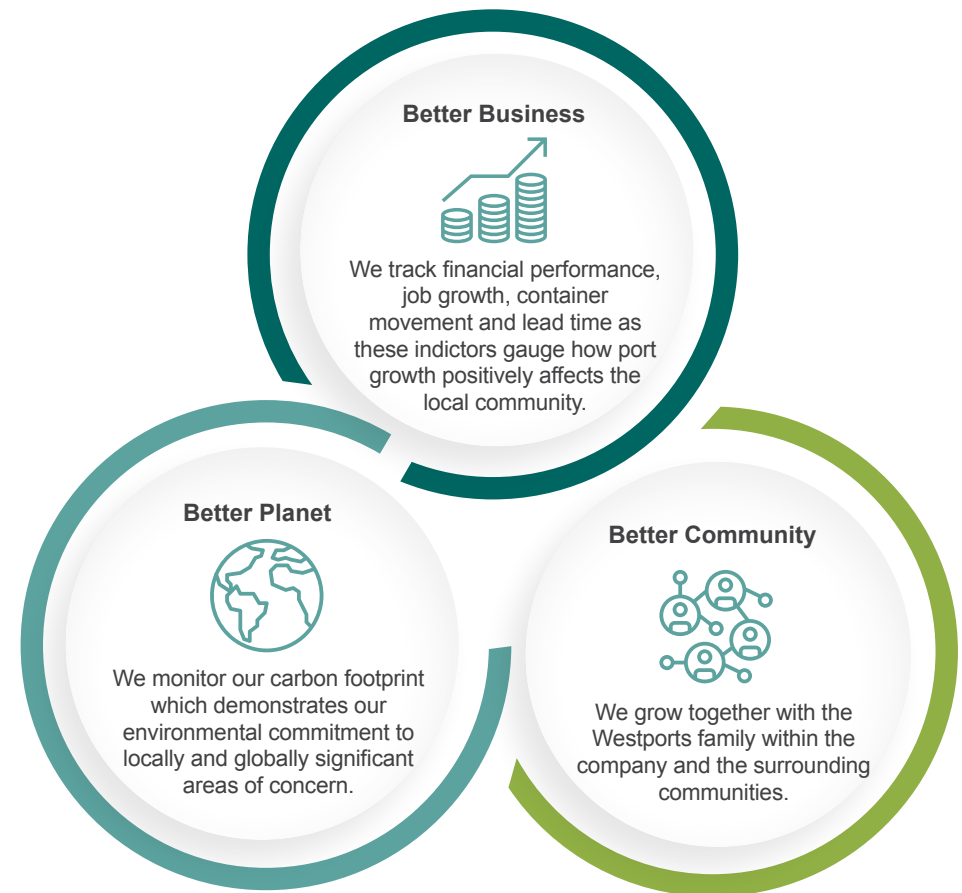 Better Business
We track financial performance,
job growth, container
movement and lead time as
these indictors gauge how port
growth positively affects the
local community.
Better Planet
We monitor our carbon footprint
which demonstrates our
environmental commitment to
locally and globally significant
areas of concern.
Better Community
We grow together with the
Westports family within the
company and the surrounding
communities.